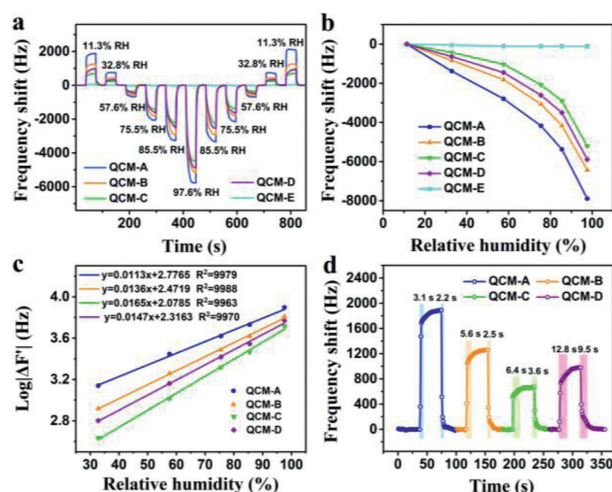 a
Frequency shift (Hz)
2000
0
-2000
-4000
-6000
11.3% RH
32.8% RH
57.6% RH
75.5% RH
85.5% RH
97.6% RH
85.5% RH
75.5% RH
57.6% RH
32.8% RH
11.3% RH
QCM-A
QCM-B
QCM-C
QCM-D
QCM-E
0
200
400
600
800
Time (s)
b
Frequency shift (Hz)
0
-2000
-4000
-6000
-8000
QCM-A
QCM-B
QCM-C
QCM-D
QCM-E
0
20
40
60
80
100
Relative humidity (%)
c
Log|ΔF'|
4.0
3.6
3.2
2.8
y=0.0113x+2.7765 R²=9979
y=0.0136x+2.4719 R²=9988
y=0.0165x+2.0785 R²=9963
y=0.0147x+2.3163 R²=9970
QCM-A
QCM-B
QCM-C
QCM-D
30
40
50
60
70
80
90
100
Relative humidity (%)
d
Frequency shift (Hz)
2400
2000
1600
1200
800
400
0
QCM-A
QCM-B
QCM-C
QCM-D
3.1 s 2.2 s
5.6 s 2.5 s
6.4 s 3.6 s
12.8 s 9.5 s
0
50
100
150
200
250
300
350
Time (s)